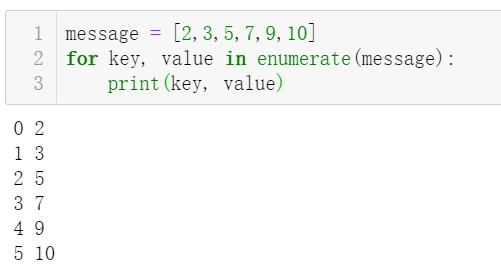 1 message = [2,3,5,7,9,10]
2 for key, value in enumerate(message):
3     print(key, value)
0 2
1 3
2 5
3 7
4 9
5 10